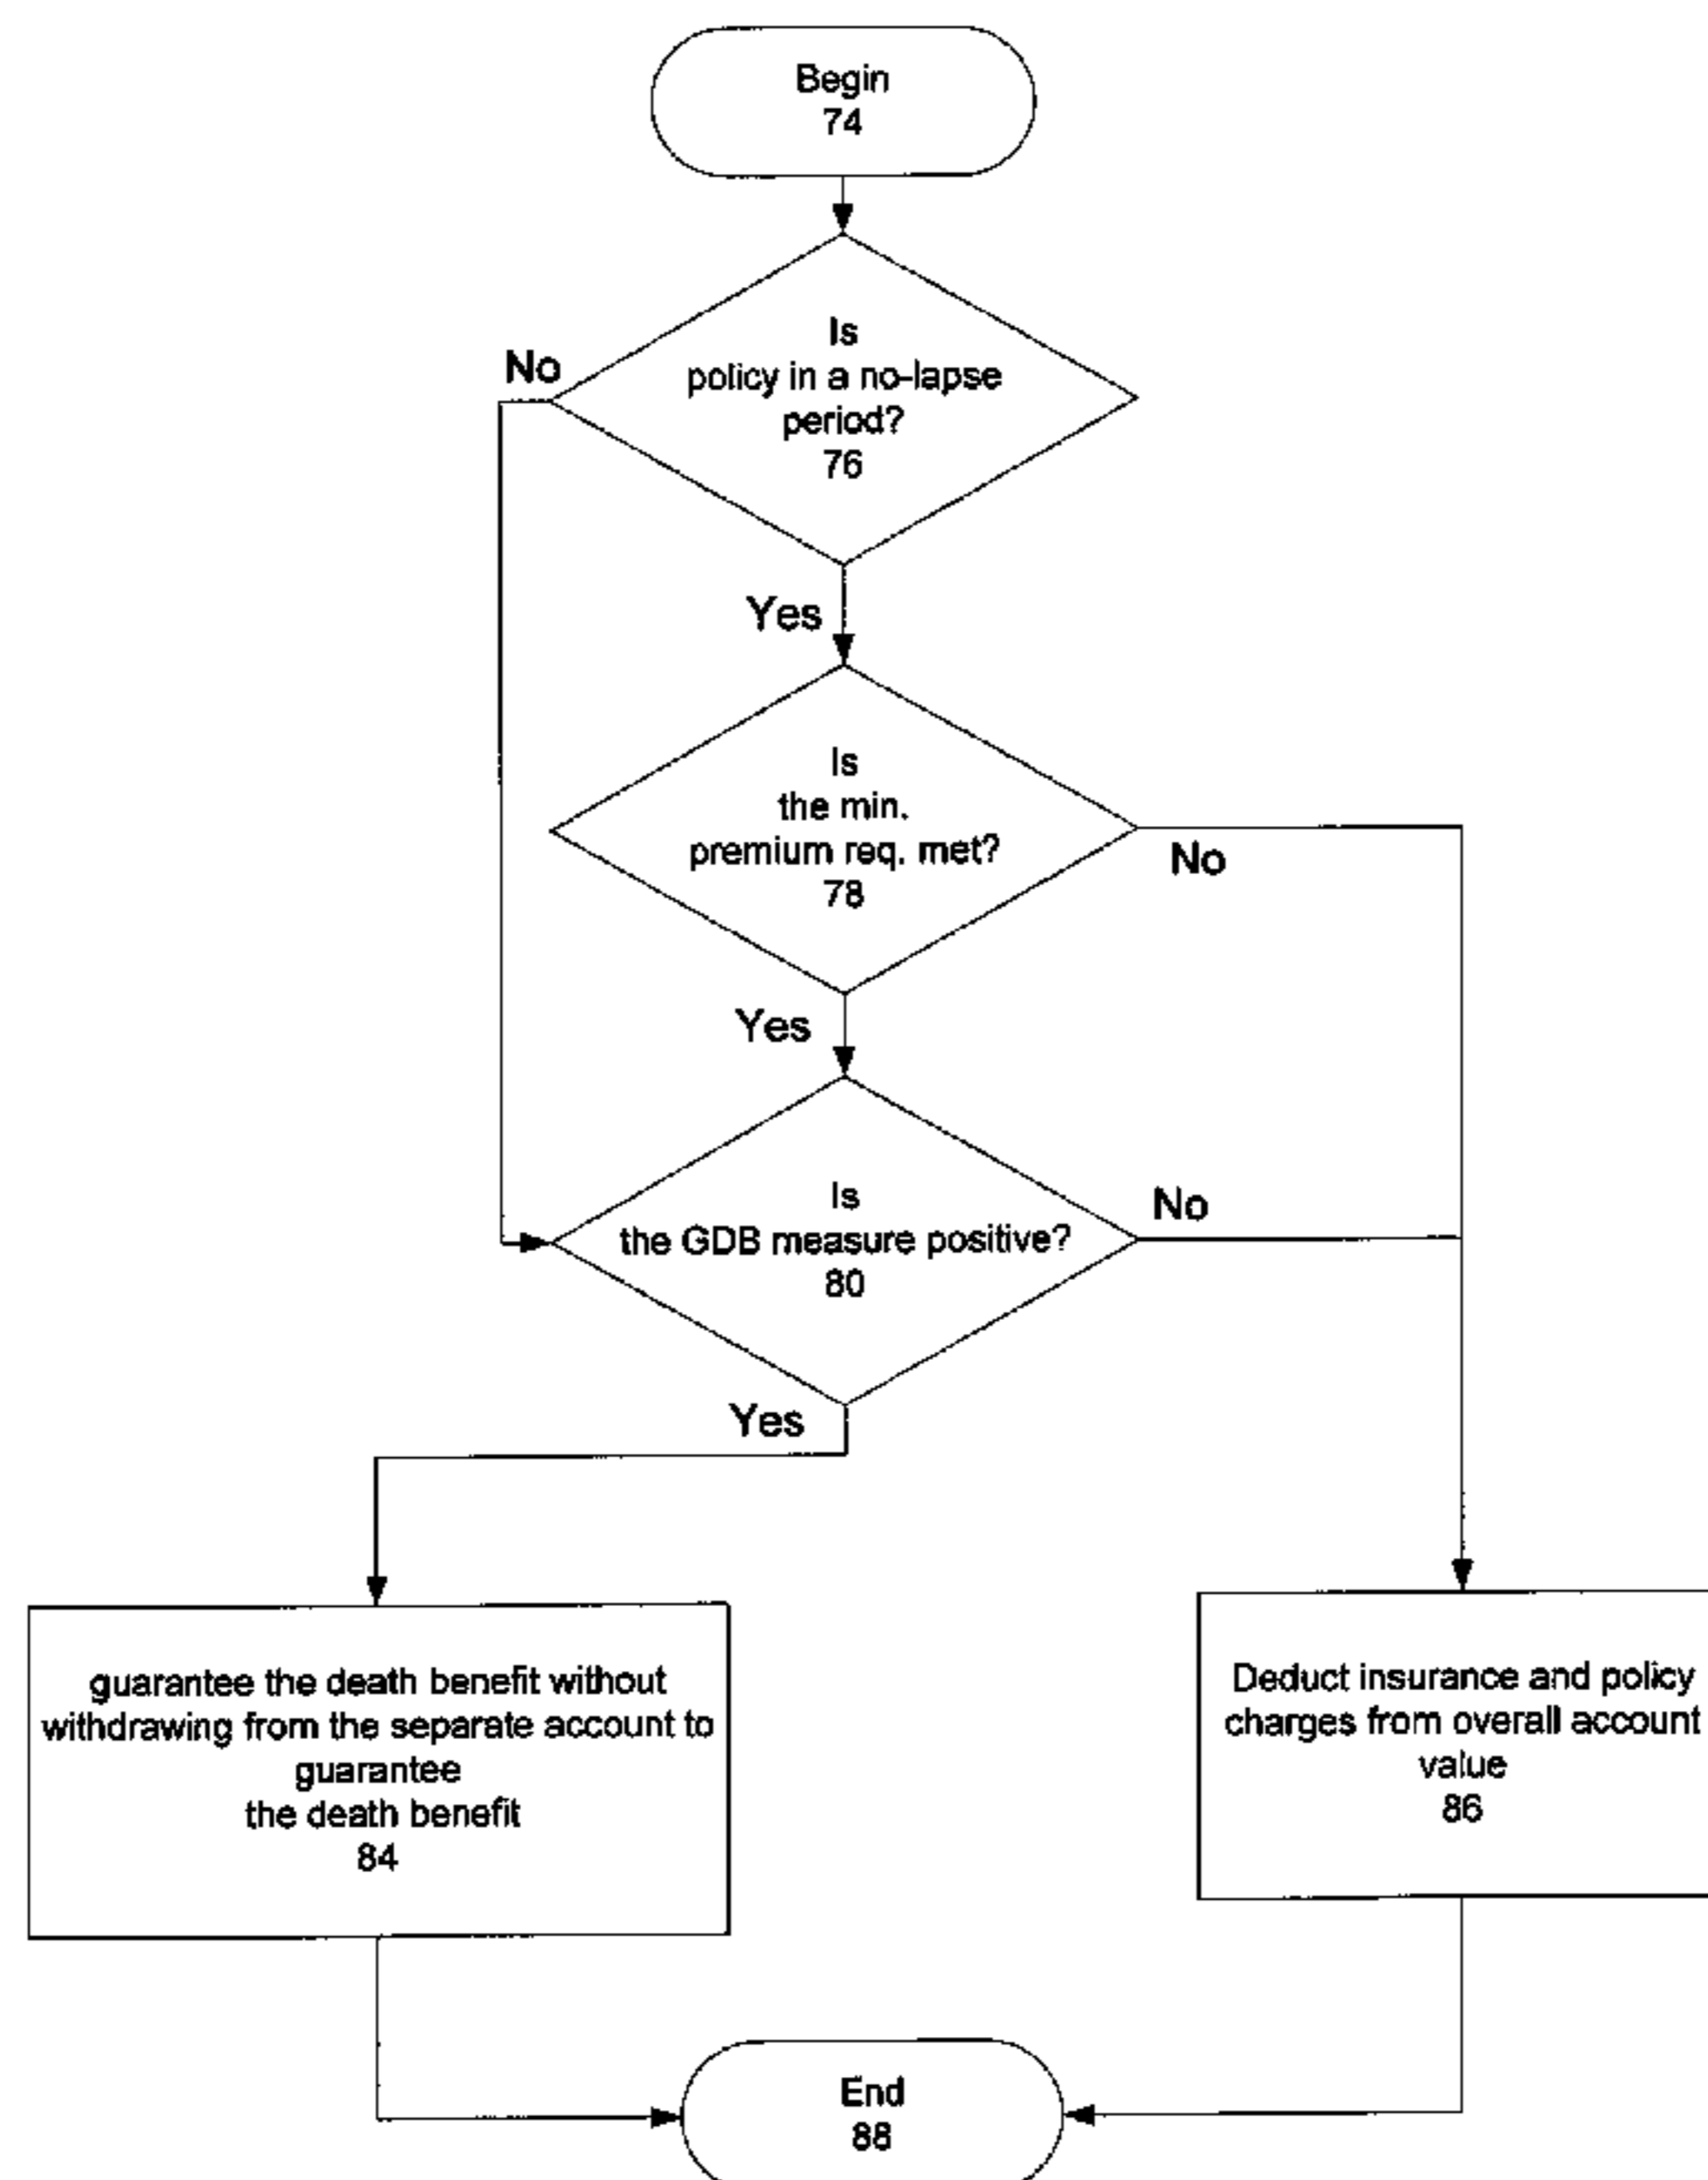 Begin
74
Is
policy in a no-lapse
period?
76
No
Yes
Is
the min.
premium req. met?
78
No
Yes
Is
the GDB measure positive?
80
No
Yes
guarantee the death benefit without
withdrawing from the separate account to
guarantee
the death benefit
84
Deduct insurance and policy
charges from overall account
value
86
End
88